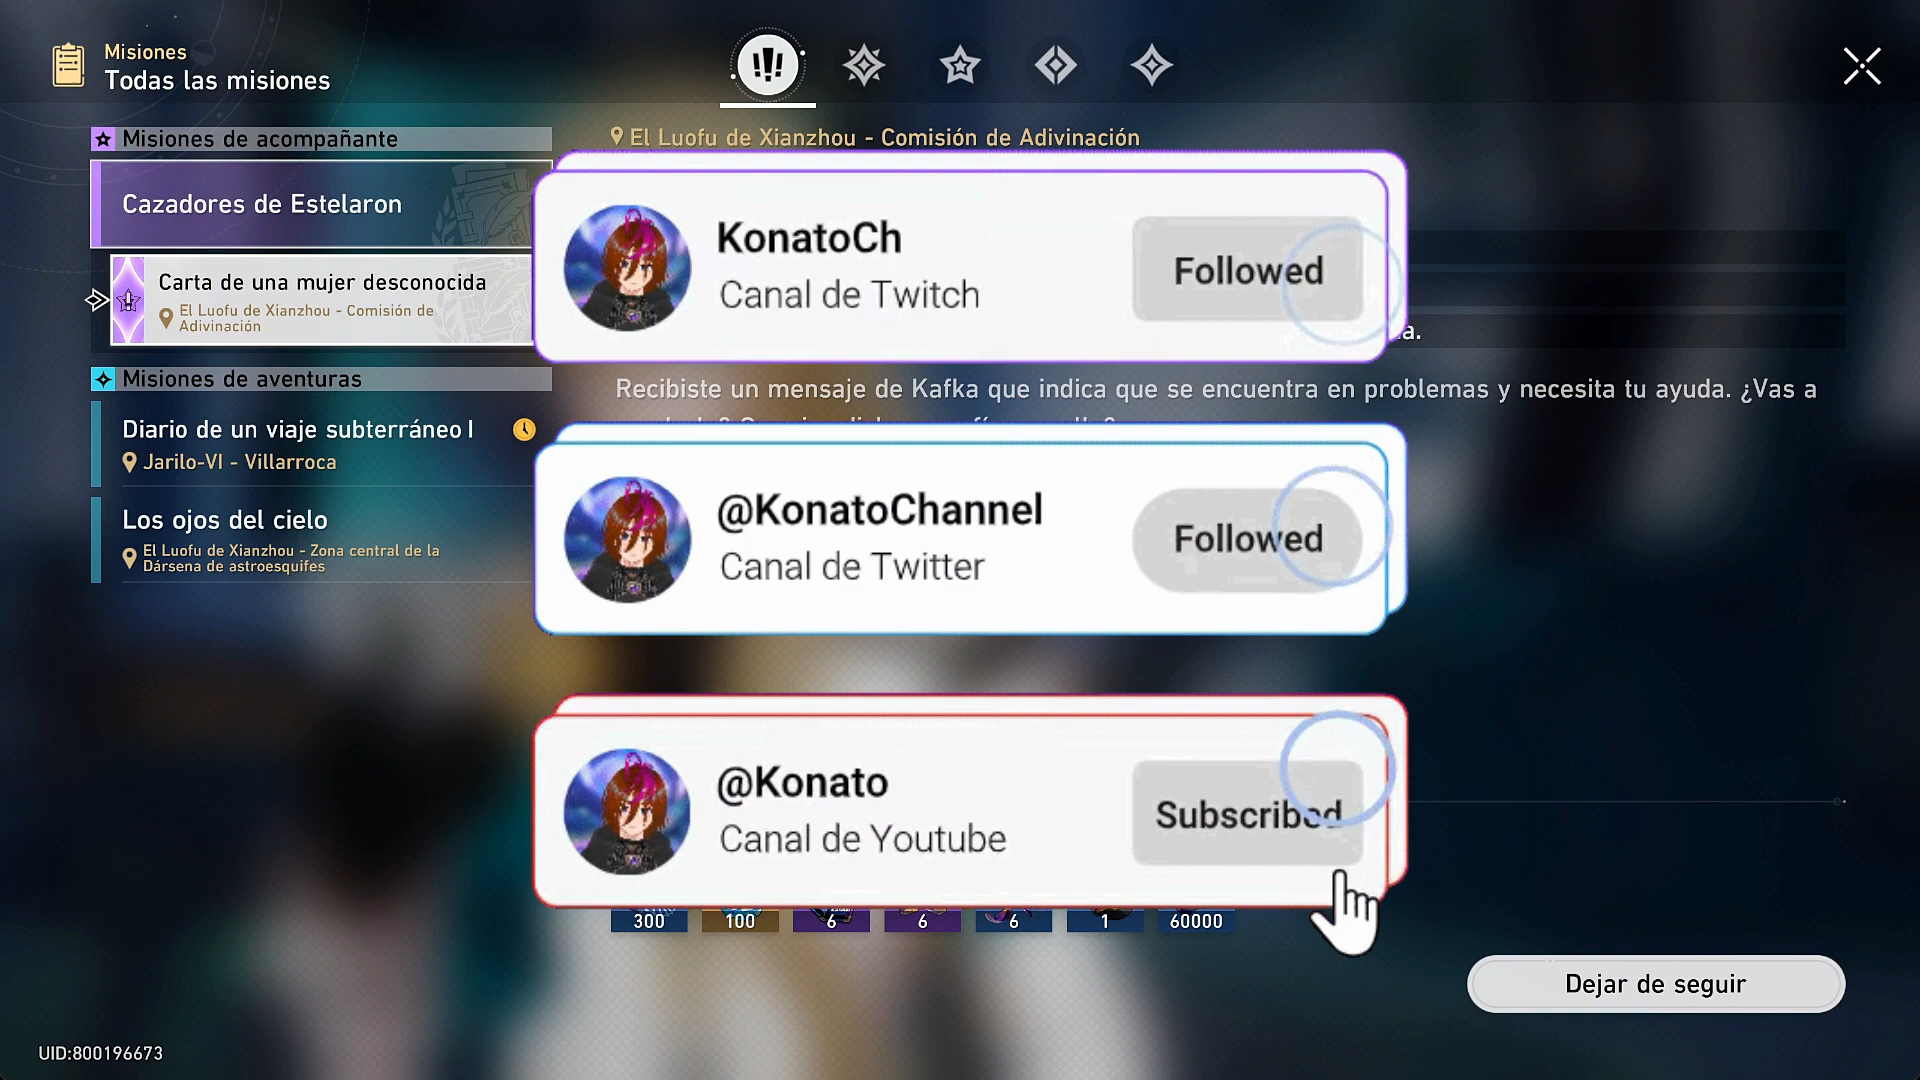 Misiones
Todas las misiones
Misiones de acompañante
Cazadores de Estelaron
Carta de una mujer desconocida
El Luofu de Xianzhou - Comisión de
Adivinación
Misiones de aventuras
Diario de un viaje subterráneo I
Jarilo-VI - Villarroca
Los ojos del cielo
El Luofu de Xianzhou - Zona central de la
Dársena de astroesquifes
El Luofu de Xianzhou - Comisión de Adivinación
KonatoCh
Canal de Twitch
Followed
Recibiste un mensaje de Kafka que indica que se encuentra en problemas y necesita tu ayuda. ¿Vas a
@KonatoChannel
Canal de Twitter
Followed
@Konato
Canal de Youtube
Subscribed
300
100
6
6
6
1
60000
Dejar de seguir
UID:800196673